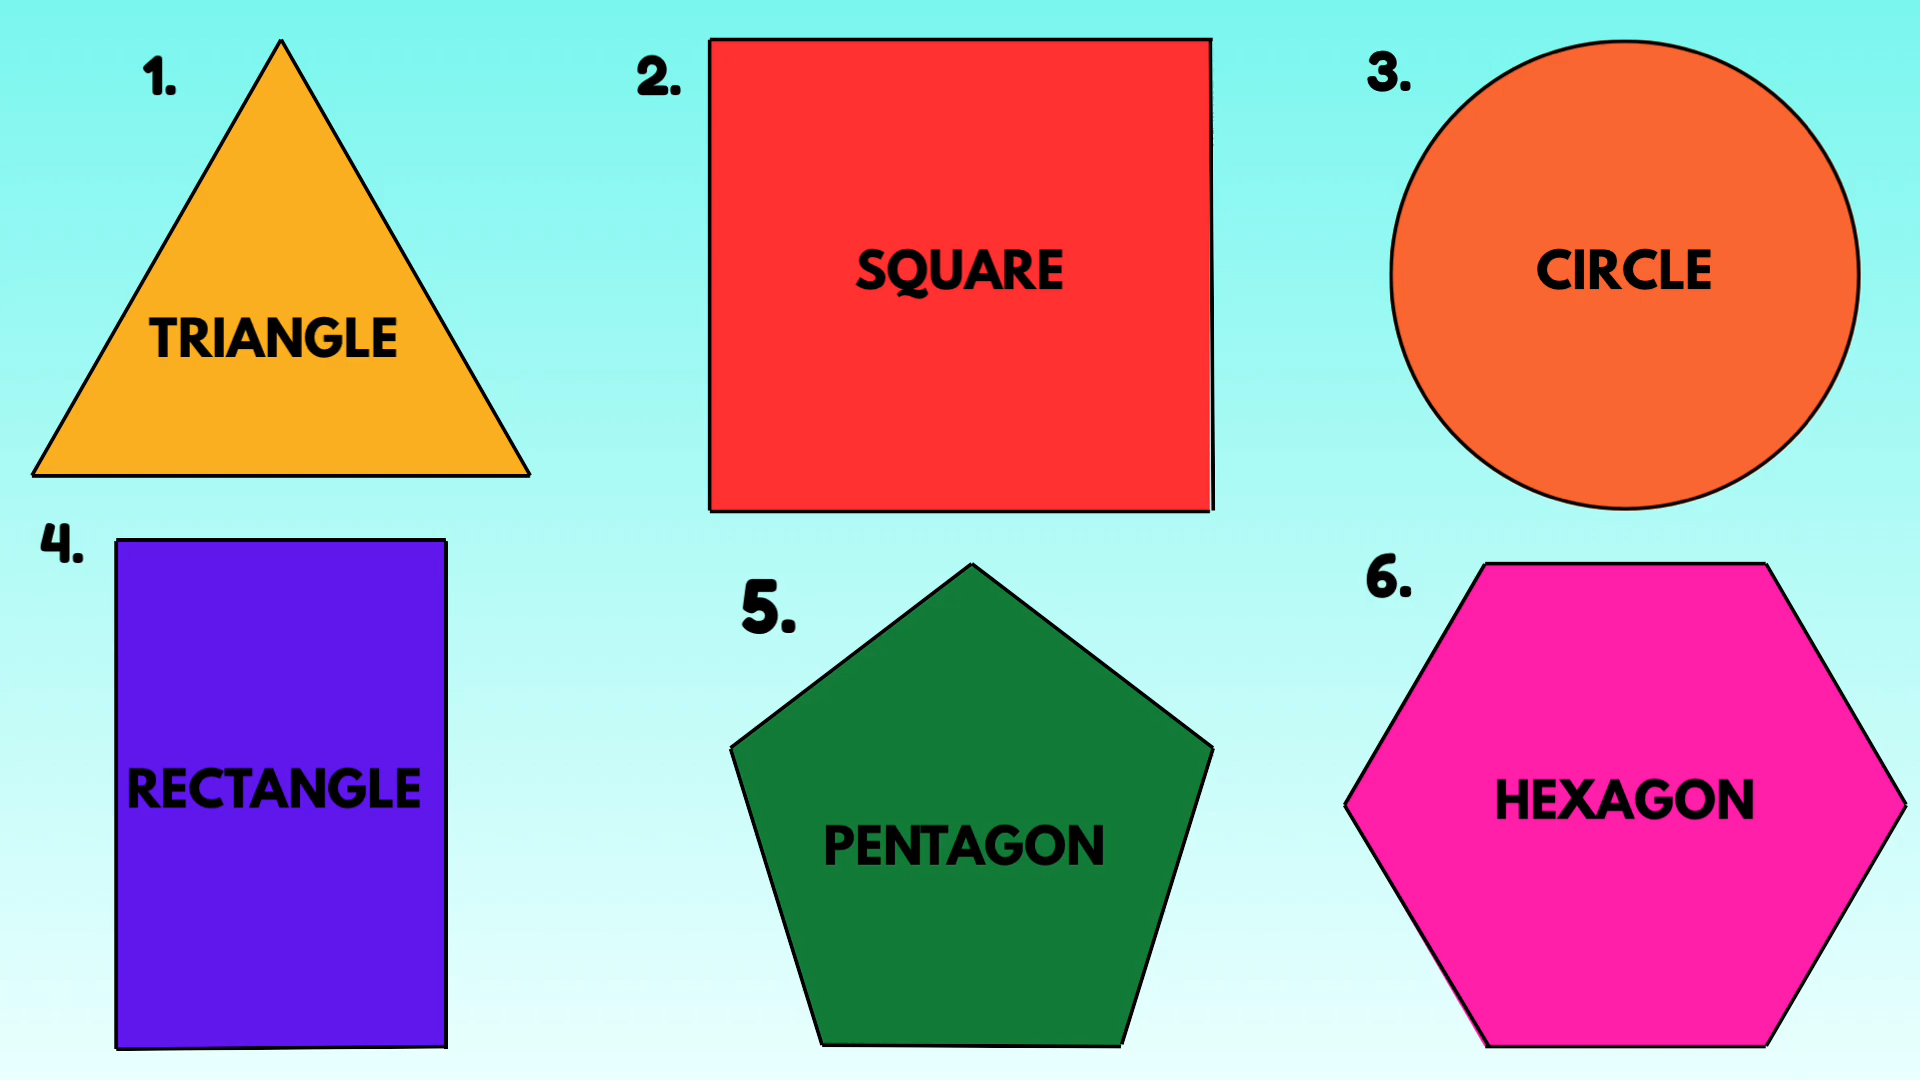 1.
TRIANGLE
2.
SQUARE
3.
CIRCLE
4.
RECTANGLE
5.
PENTAGON
6.
HEXAGON